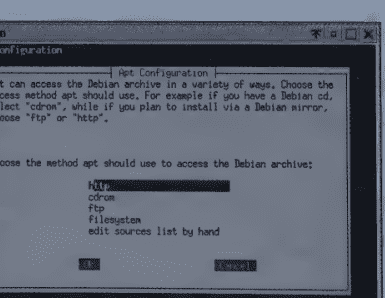 n
onfiguration
Apt Configuration
t can access the Debian archive in a variety of ways. Choose the
cess method apt should use. For example if you have a Debian cd,
lect "cdrom", while if you plan to install via a Debian mirror,
oose "ftp" or "http".
oose the method apt should use to access the Debian archive:
http
cdrom
ftp
filesystem
edit sources list by hand
Cancel